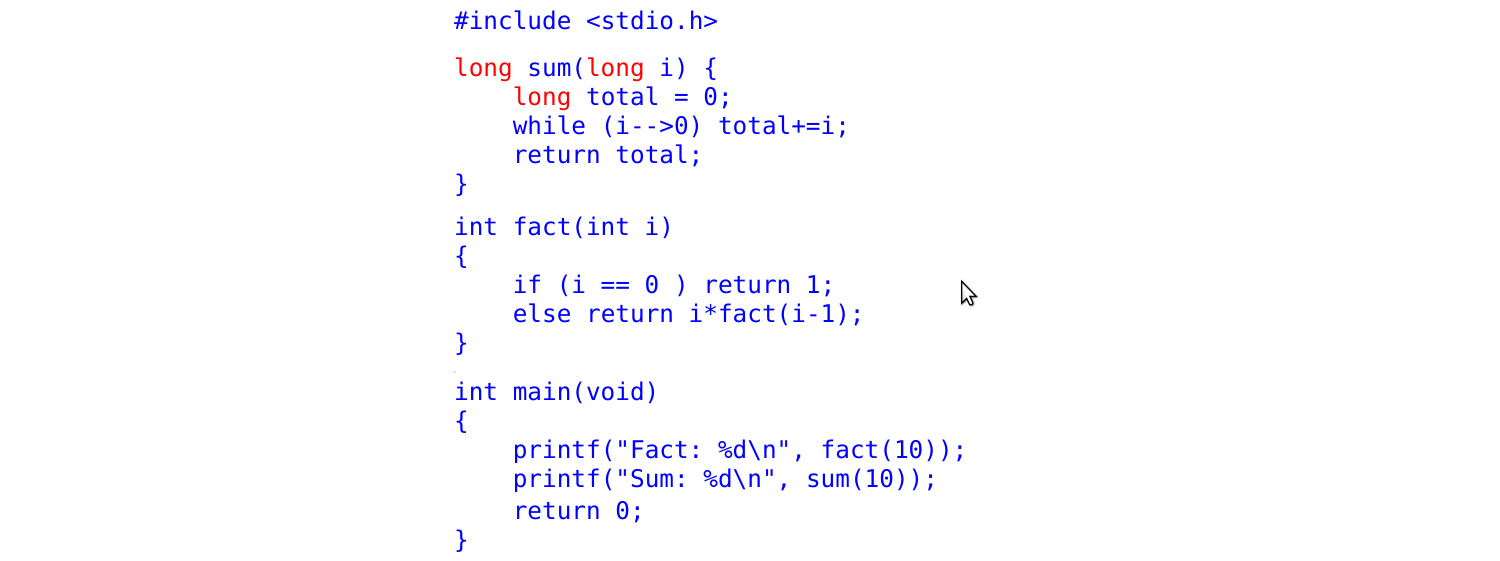 #include <stdio.h>
long sum(long i) {
    long total = 0;
    while (i-->0) total+=i;
    return total;
}
int fact(int i)
{
    if (i == 0 ) return 1;
    else return i*fact(i-1);
}
int main(void)
{
    printf("Fact: %d\n", fact(10));
    printf("Sum: %d\n", sum(10));
    return 0;
}